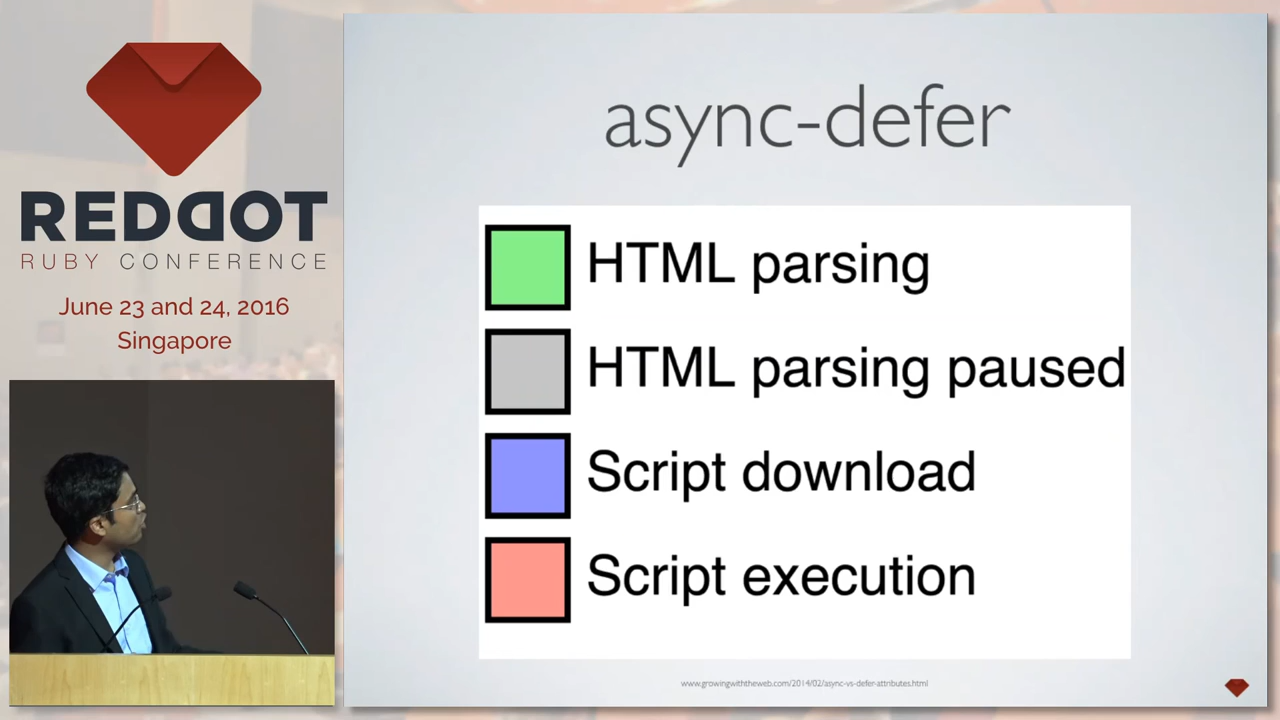 REDDOT
RUBY CONFERENCE
June 23 and 24, 2016
Singapore
async-defer
HTML parsing
HTML parsing paused
Script download
Script execution
www.growingwiththeweb.com/2014/02/async-vs-defer-attributes.html